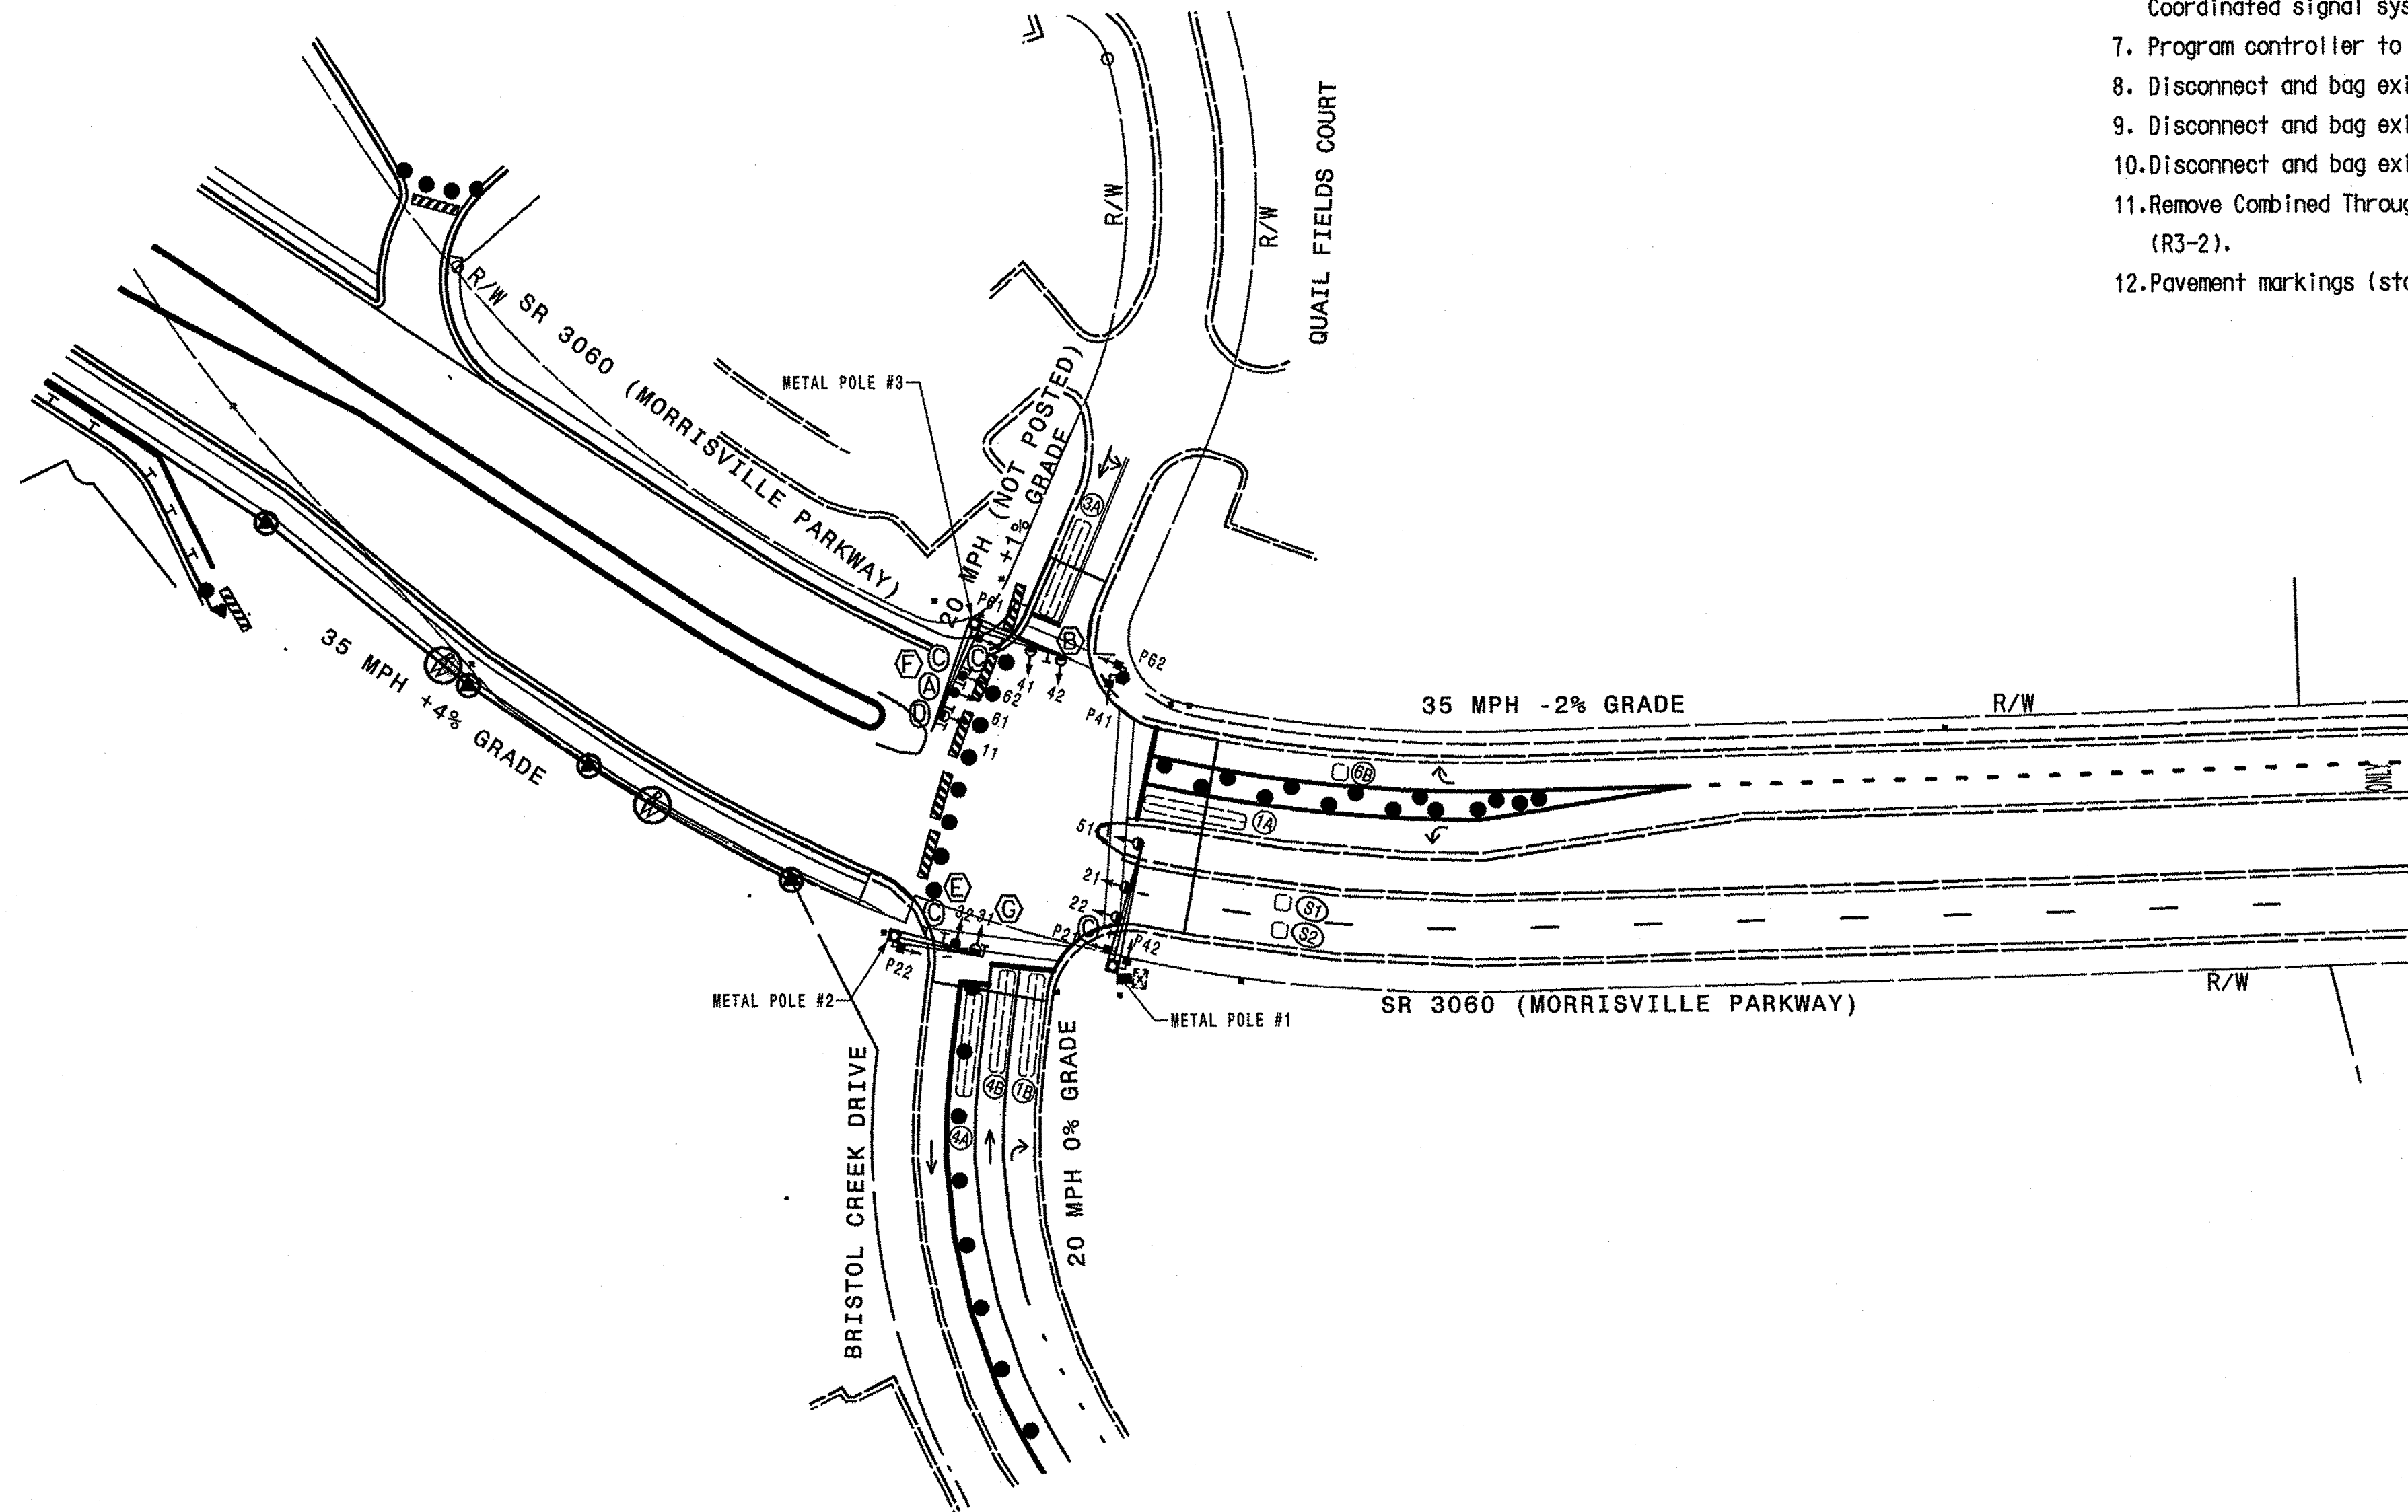 Coordinated signal sys
7. Program controller to
8. Disconnect and bag exi
9. Disconnect and bag exi
10.Disconnect and bag exi
11.Remove Combined Throug
(R3-2).
12.Pavement markings (sta
QUAIL FIELDS COURT
R/W
R/W
R/W
SR 3060 (MORRISVILLE PARKWAY)
METAL POLE #3
20 MPH (NOT POSTED)
+1% GRADE
3A
P61
B
F
C
C
A
D
41
42
62
61
11
P62
P41
35 MPH +4% GRADE
R/W
R/W
35 MPH -2% GRADE
R/W
6B
1A
ONLY
51
21
22
S1
S2
E
C
32
31
G
C
P21
P42
P22
METAL POLE #2
METAL POLE #1
SR 3060 (MORRISVILLE PARKWAY)
R/W
4B
1B
4A
BRISTOL CREEK DRIVE
20 MPH 0% GRADE
T
T
T
T
T